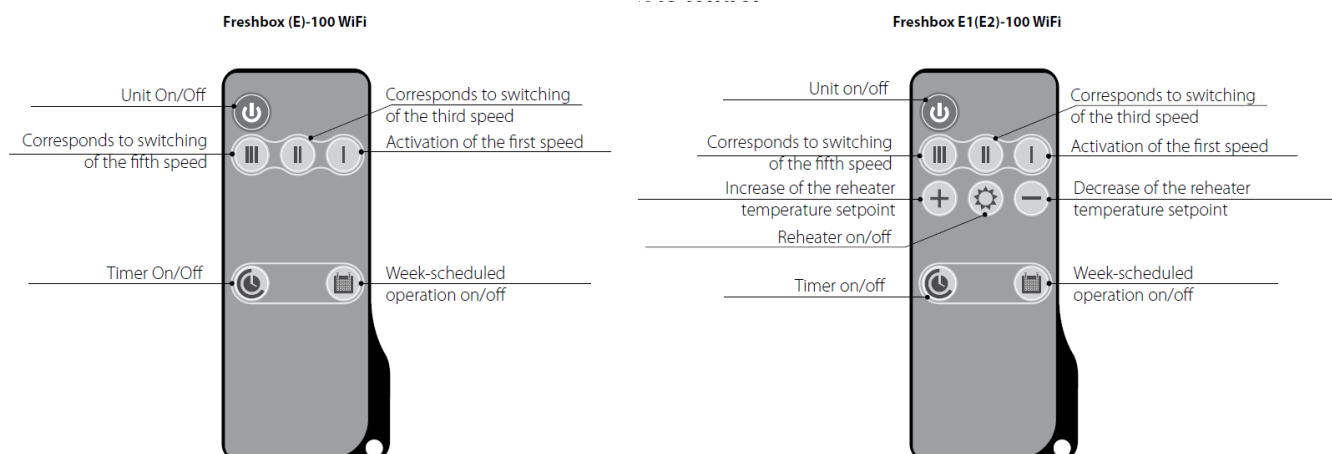 Freshbox (E)-100 WiFi
Unit On/Off
Corresponds to switching
of the third speed
Corresponds to switching
of the fifth speed
Activation of the first speed
III
II
I
Timer On/Off
Week-scheduled
operation on/off
Freshbox E1(E2)-100 WiFi
Unit on/off
Corresponds to switching
of the third speed
Corresponds to switching
of the fifth speed
Activation of the first speed
III
II
I
Increase of the reheater
temperature setpoint
Decrease of the reheater
temperature setpoint
Reheater on/off
Timer on/off
Week-scheduled
operation on/off